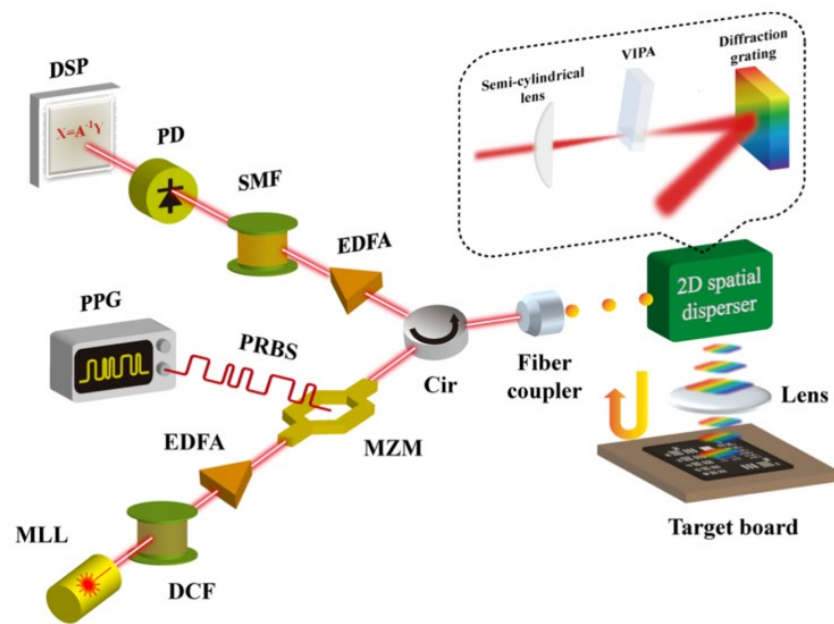 DSP
X=A⁻¹Y
PD
SMF
EDFA
PPG
PRBS
Cir
Fiber
coupler
MZM
EDFA
MLL
DCF
Semi-cylindrical
lens
VIPA
Diffraction
grating
2D spatial
disperser
Lens
Target board